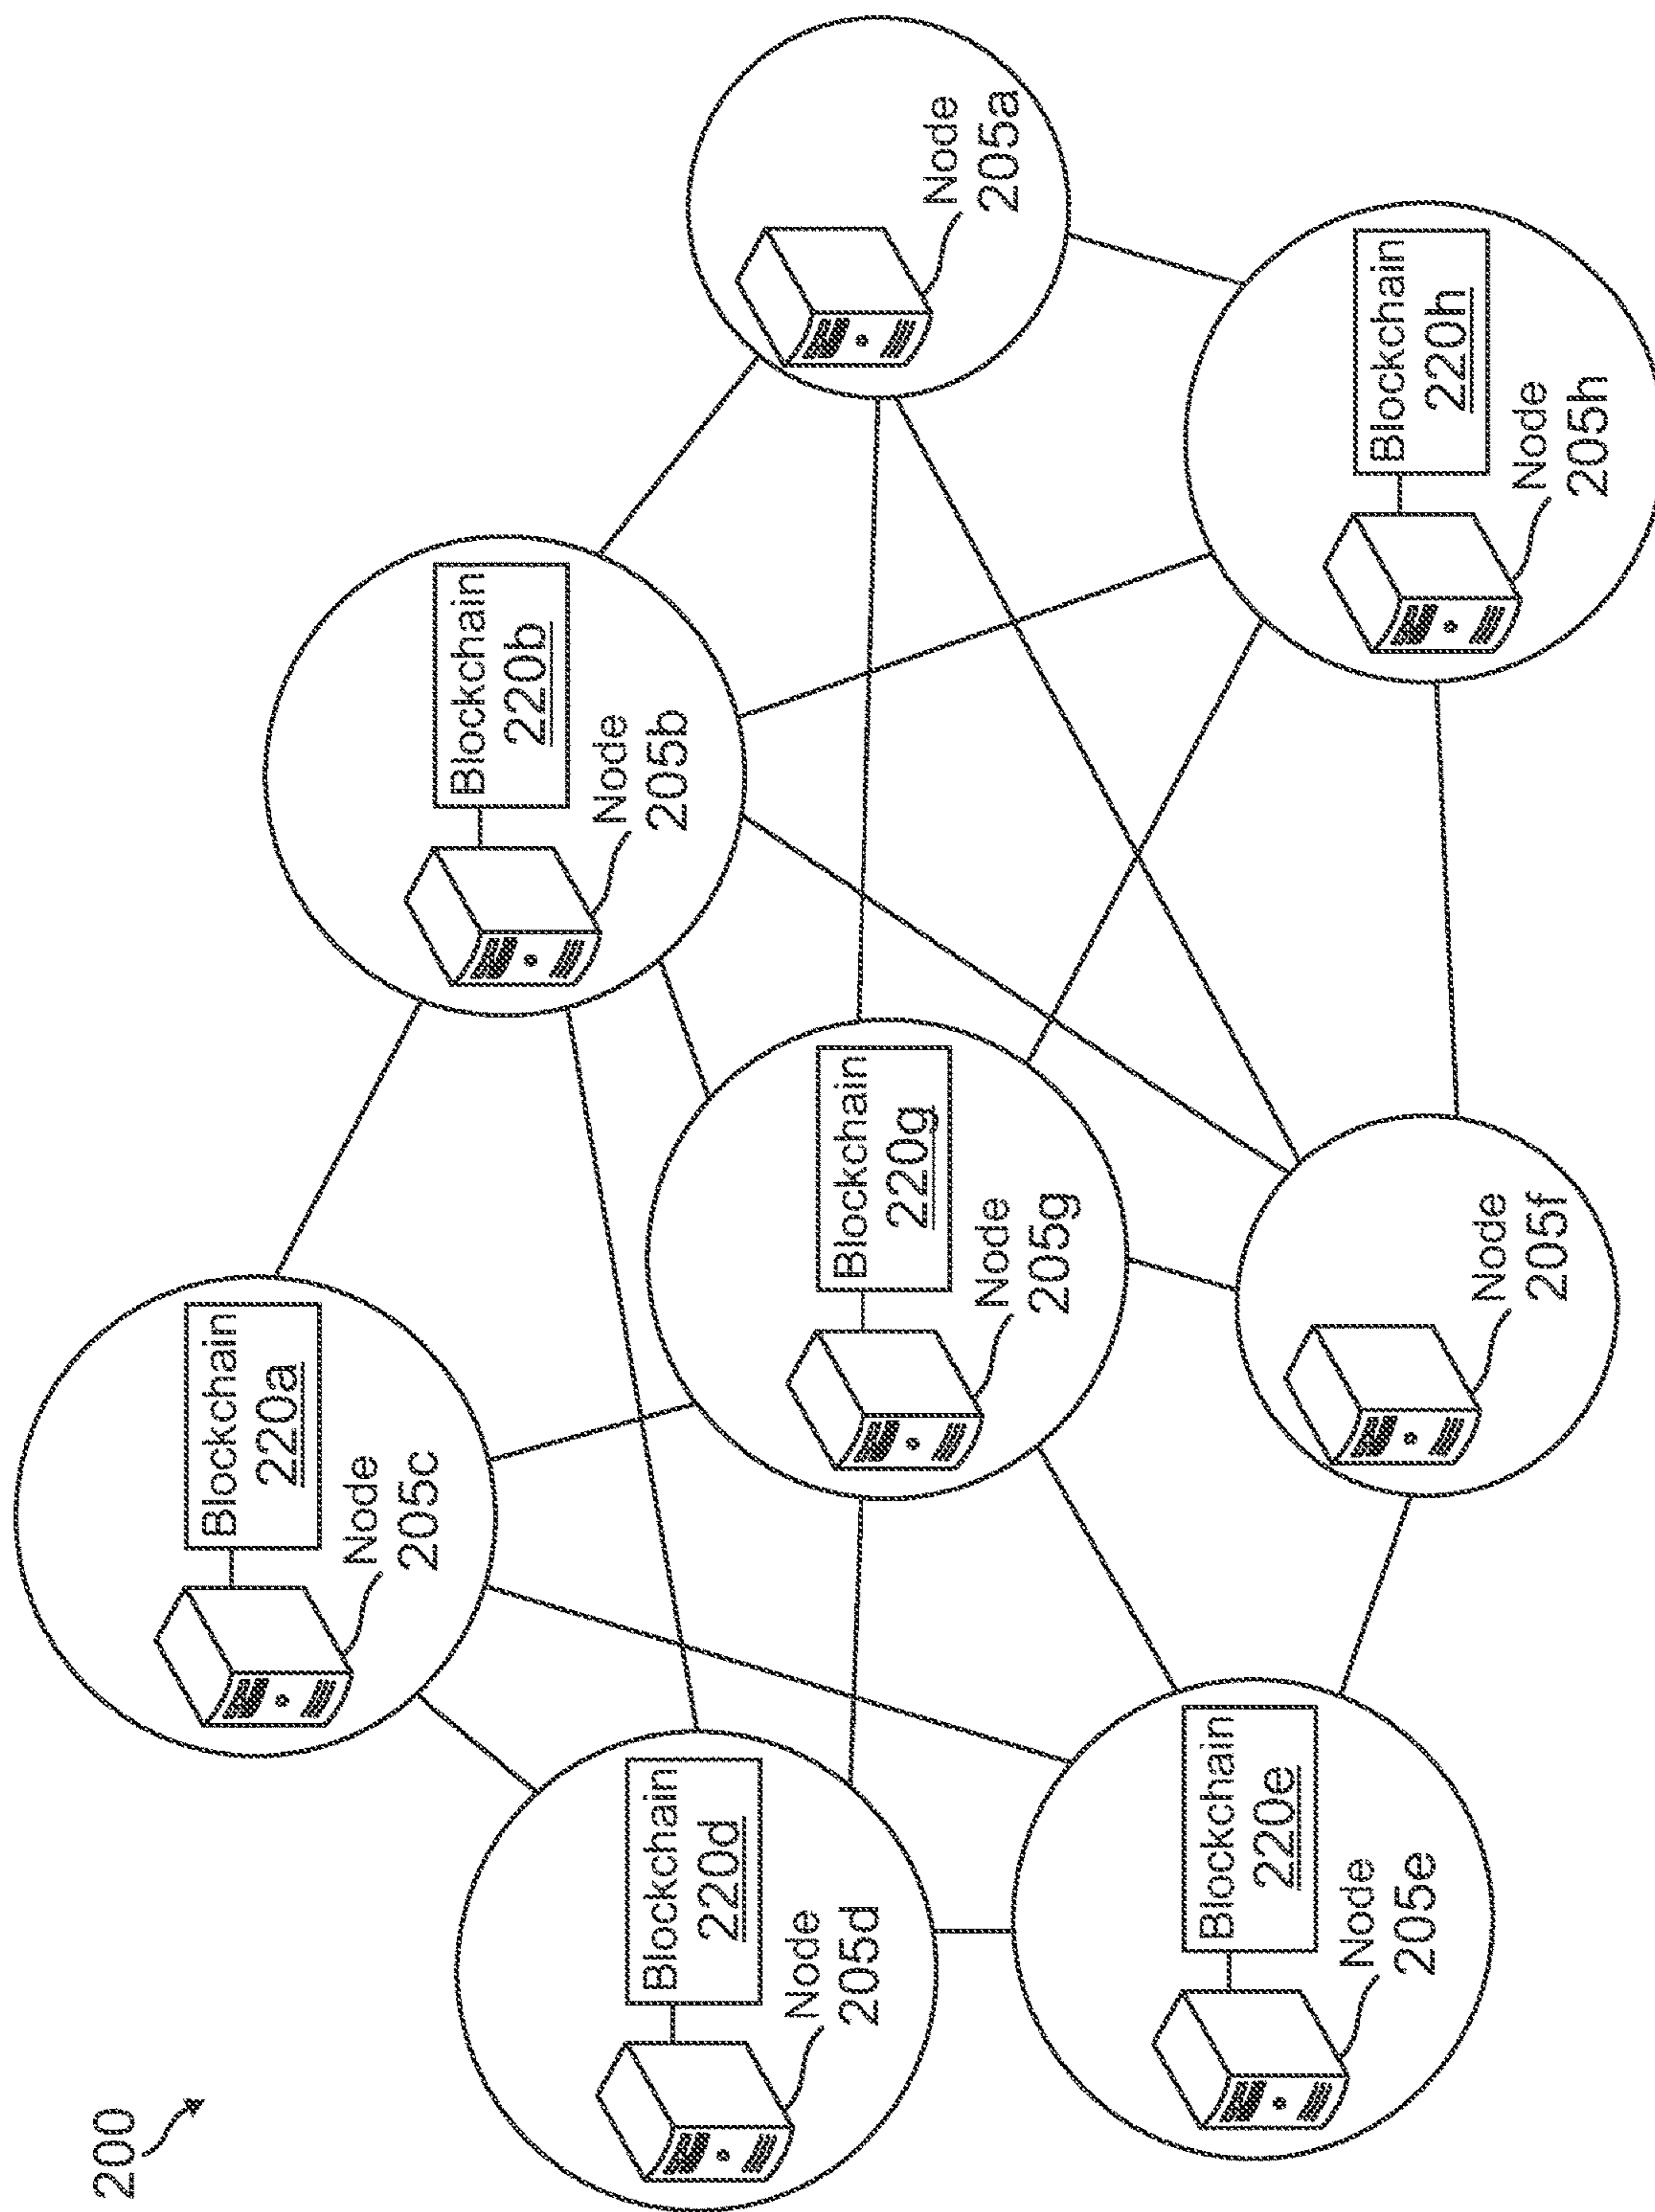 200
Blockchain
220a
Node
205c
Blockchain
220d
Node
205d
Blockchain
220b
Node
205b
Blockchain
220g
Node
205g
Node
205a
Blockchain
220e
Node
205e
Node
205f
Blockchain
220h
Node
205h